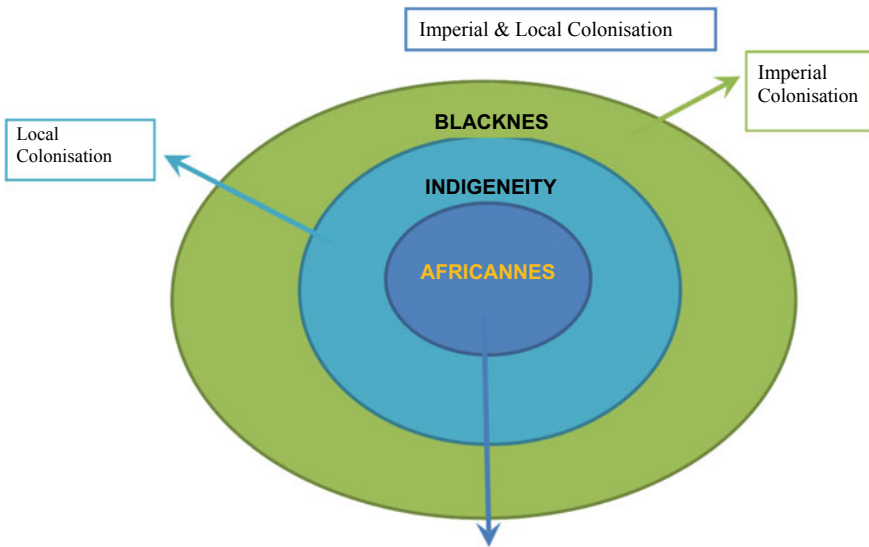 Imperial & Local Colonisation
Imperial
Colonisation
BLACKNES
Local
Colonisation
INDIGENEITY
AFRICANNES